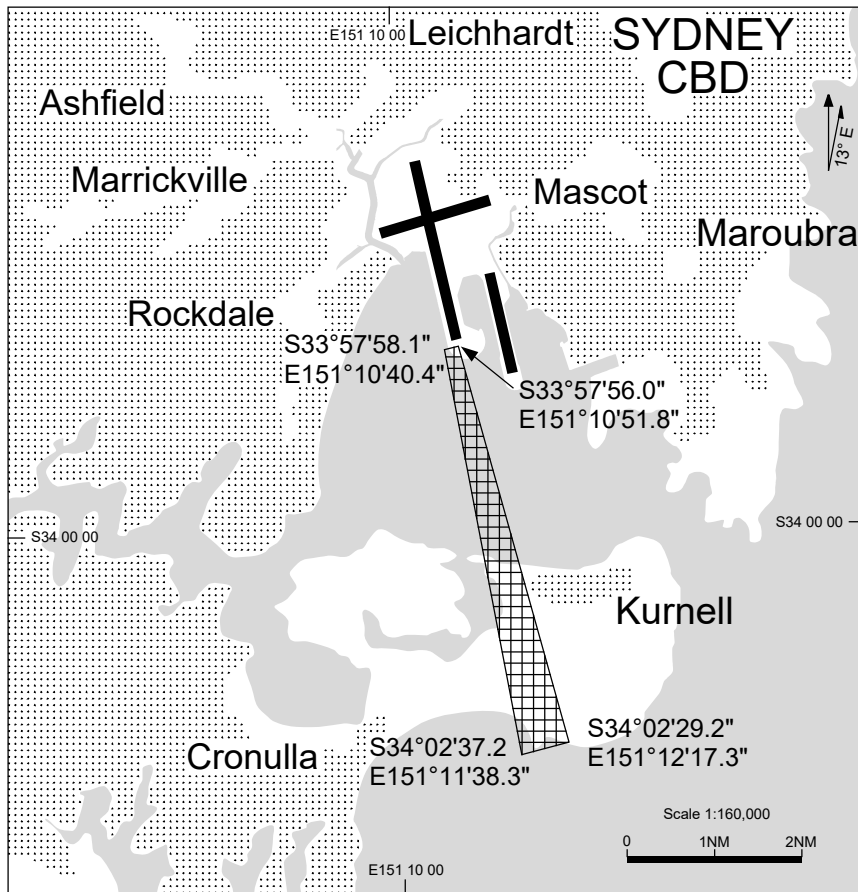 E151 10 00
Leichhardt
SYDNEY
CBD
Ashfield
13° E
Marrickville
Mascot
Maroubra
Rockdale
S33°57'58.1"
E151°10'40.4"
S33°57'56.0"
E151°10'51.8"
S34 00 00
S34 00 00
Kurnell
S34°02'29.2"
E151°12'17.3"
S34°02'37.2
E151°11'38.3"
Cronulla
Scale 1:160,000
0 1NM 2NM
E151 10 00